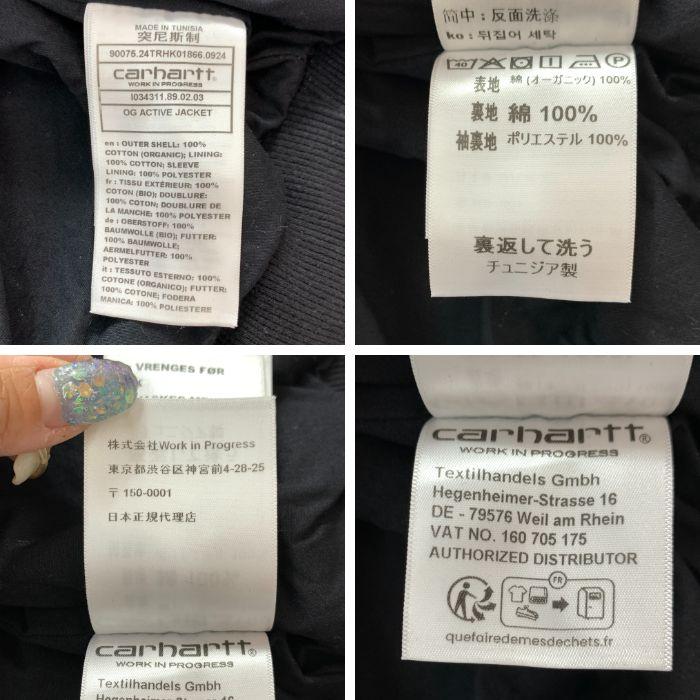 MADE IN TUNISIA
突尼斯制
90075.24TRHK01866.0924
carhartt®
WORK IN PROGRESS
I034311.89.02.03
OG ACTIVE JACKET
en : OUTER SHELL: 100%
COTTON (ORGANIC); LINING:
100% COTTON; SLEEVE
LINING: 100% POLYESTER
fr : TISSU EXTÉRIEUR: 100%
COTON (BIO); DOUBLURE:
100% COTON; DOUBLURE DE
LA MANCHE: 100% POLYESTER
de : OBERSTOFF: 100%
BAUMWOLLE (BIO); FUTTER:
100% BAUMWOLLE;
AERMELFUTTER: 100%
POLYESTER
it : TESSUTO ESTERNO: 100%
COTONE (ORGANICO); FUTER:
100% COTONE; FODERA
MANICA: 100% POLIESTERE
简中 : 反面洗涤
ko : 뒤집어 세탁
40
表地 綿 (オーガニック) 100%
裏地 綿 100%
袖裏地 ポリエステル 100%
裏返して洗う
チュニジア製
VRENGES FØR
株式会社Work in Progress
東京都渋谷区神宮前4-28-25
〒150-0001
日本正規代理店
carhartt®
WORK IN PROGRESS
Textilhandels Gmbh
Hegenheimer-Strasse 16
carhartt®
WORK IN PROGRESS
Textilhandels Gmbh
Hegenheimer-Strasse 16
DE - 79576 Weil am Rhein
VAT NO. 160 705 175
AUTHORIZED DISTRIBUTOR
FR
quefairedemesdechets.fr